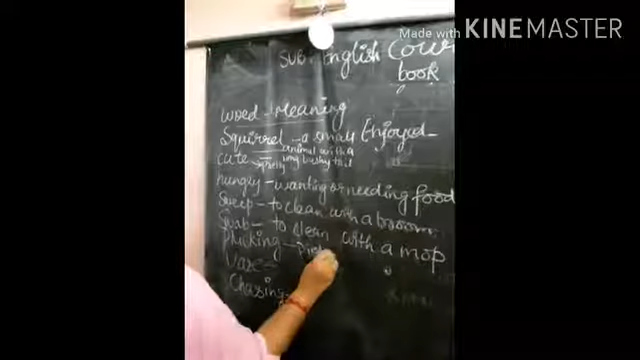 Made with KINEMASTER
SUB: English Cour
book
Word - Meaning
Squirrel - a small Enjoyed -
animal with a
cute - pretty long bushy tail
hungry - wanting or needing food
Sweep - to clean with a broom.
Swab - to clean with a mop
Plucking -
Vase -
Chasing -